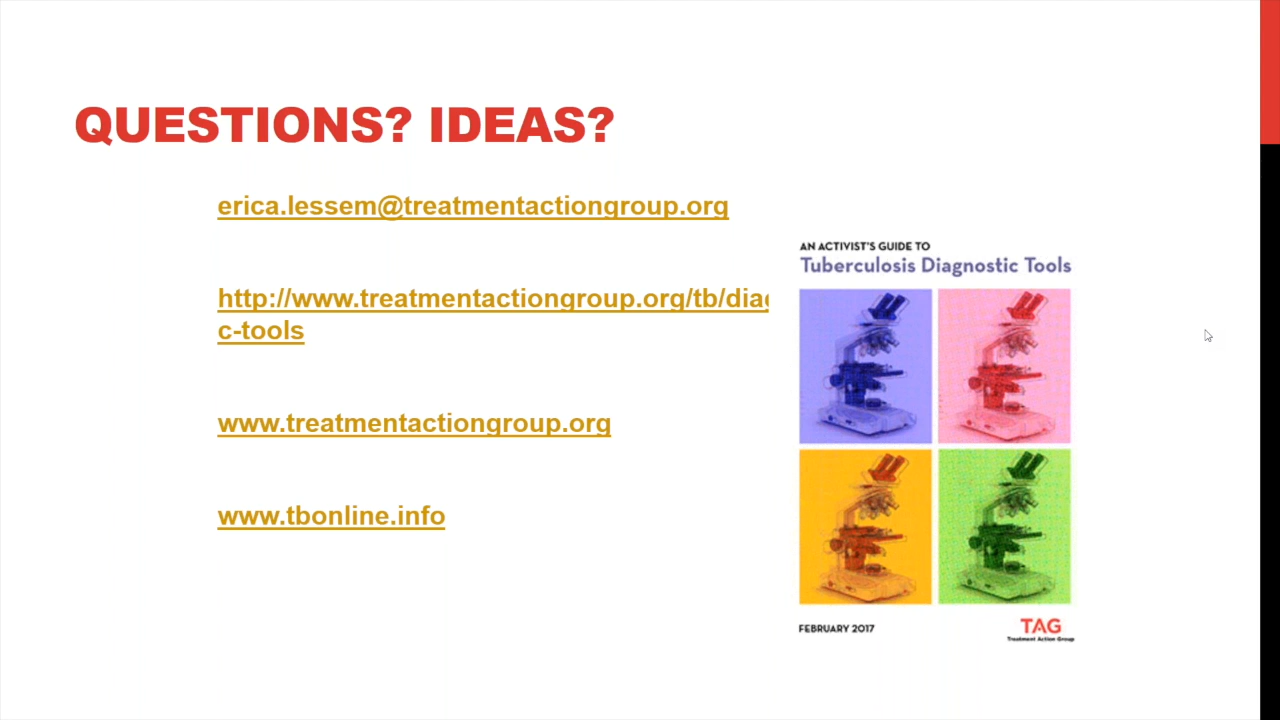 QUESTIONS? IDEAS?
erica.lessem@treatmentactiongroup.org
http://www.treatmentactiongroup.org/tb/diag
c-tools
www.treatmentactiongroup.org
www.tbonline.info
AN ACTIVIST'S GUIDE TO
Tuberculosis Diagnostic Tools
FEBRUARY 2017
TAG
Treatment Action Group